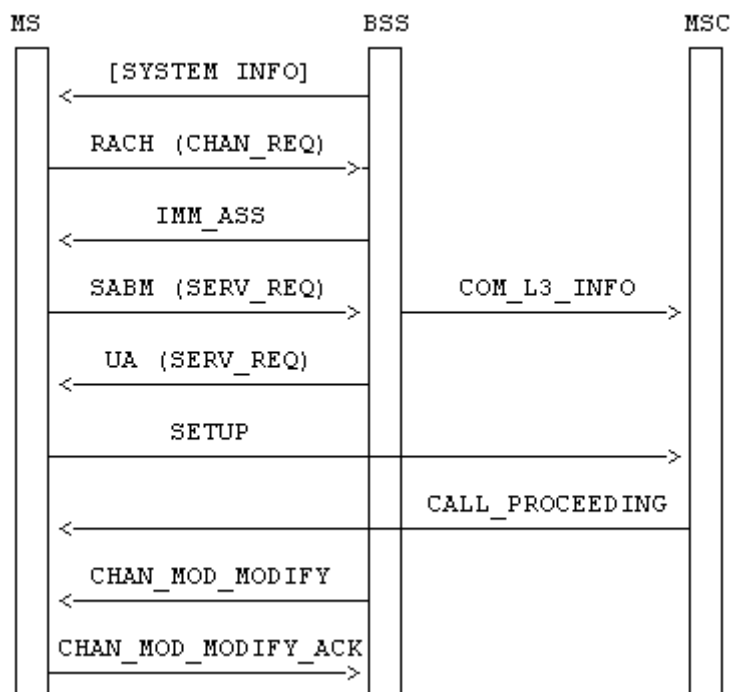 MS BSS MSC
[SYSTEM INFO]
RACH (CHAN_REQ)
IMM_ASS
SABM (SERV_REQ) COM_L3_INFO
UA (SERV_REQ)
SETUP
CALL_PROCEEDING
CHAN_MOD_MODIFY
CHAN_MOD_MODIFY_ACK